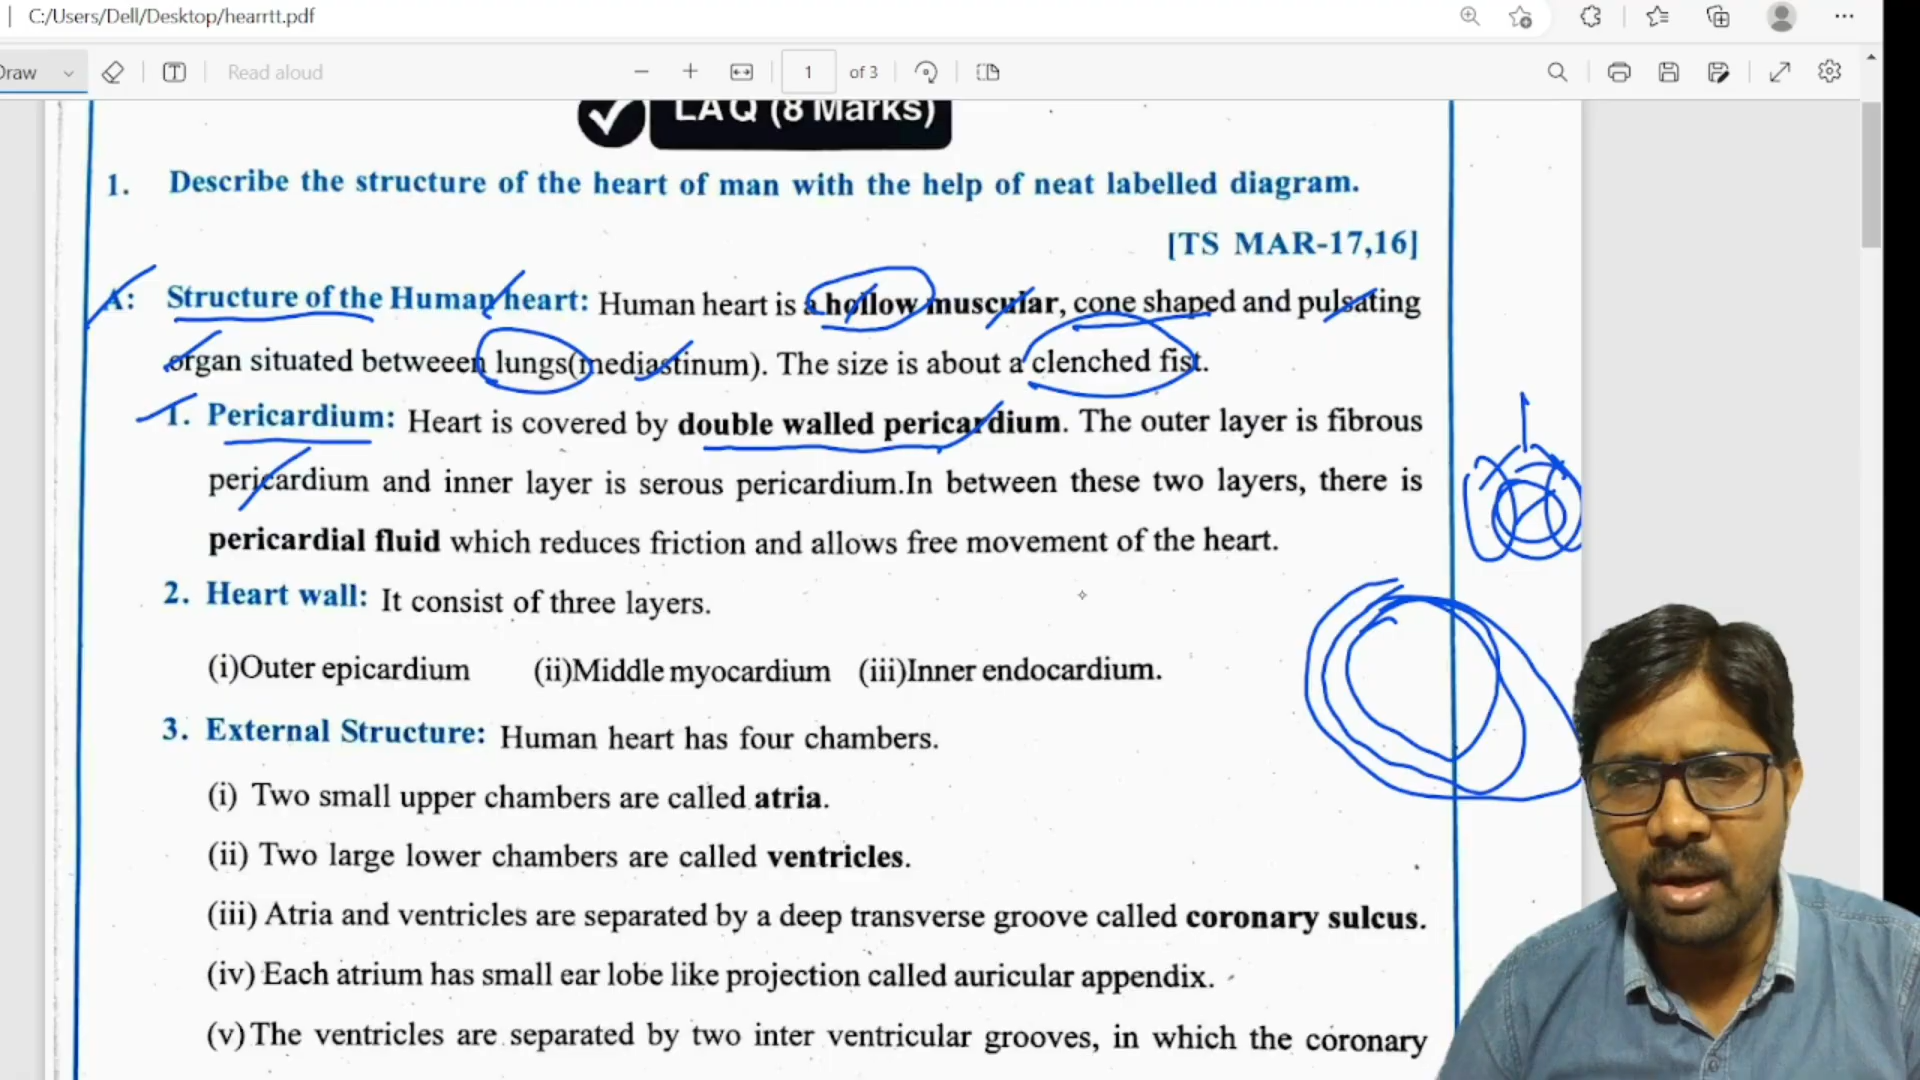 C:/Users/Dell/Desktop/hearrtt.pdf
Draw Read aloud 1 of 3
LAQ (8 Marks)
1. Describe the structure of the heart of man with the help of neat labelled diagram.
[TS MAR-17,16]
A: Structure of the Human heart: Human heart is a hollow muscular, cone shaped and pulsating
organ situated betweeen lungs(mediastinum). The size is about a clenched fist.
1. Pericardium: Heart is covered by double walled pericardium. The outer layer is fibrous
pericardium and inner layer is serous pericardium.In between these two layers, there is
pericardial fluid which reduces friction and allows free movement of the heart.
2. Heart wall: It consist of three layers.
(i)Outer epicardium (ii)Middle myocardium (iii)Inner endocardium.
3. External Structure: Human heart has four chambers.
(i) Two small upper chambers are called atria.
(ii) Two large lower chambers are called ventricles.
(iii) Atria and ventricles are separated by a deep transverse groove called coronary sulcus.
(iv) Each atrium has small ear lobe like projection called auricular appendix.
(v) The ventricles are separated by two inter ventricular grooves, in which the coronary